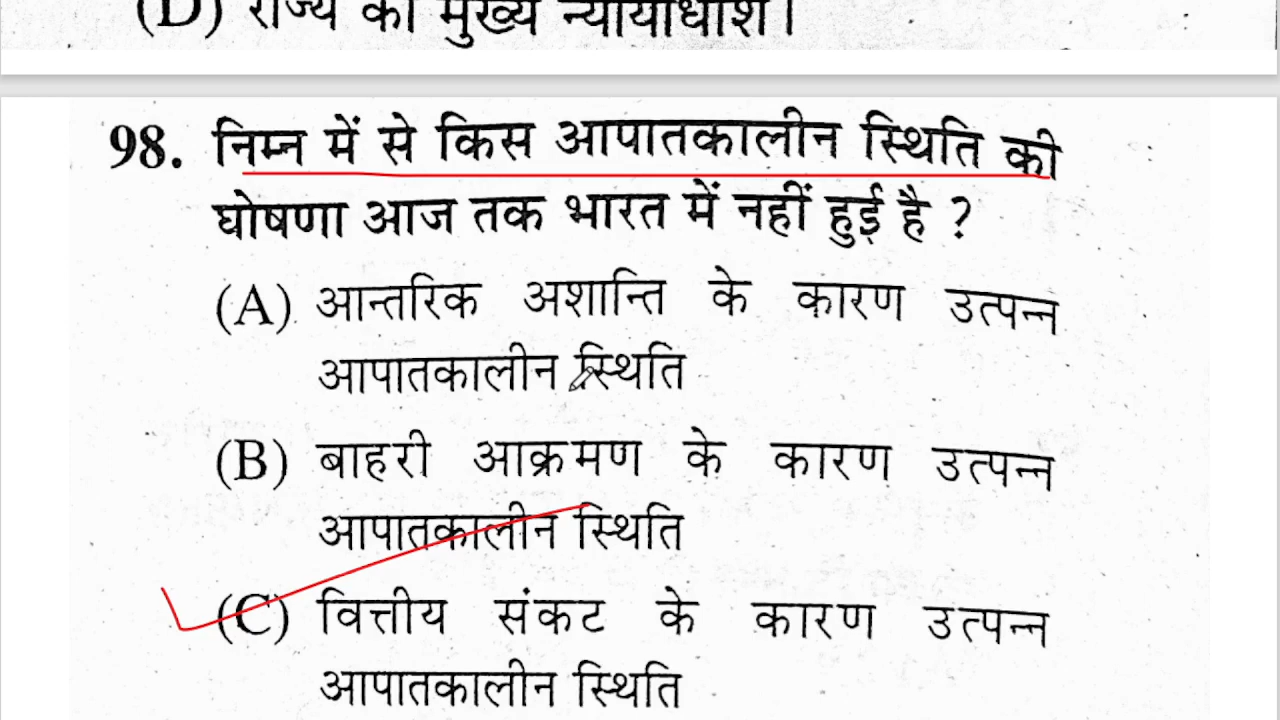 (D) राज्य का मुख्य न्यायाधीश।
98. निम्न में से किस आपातकालीन स्थिति की
घोषणा आज तक भारत में नहीं हुई है ?
(A) आन्तरिक अशान्ति के कारण उत्पन्न
आपातकालीन स्थिति
(B) बाहरी आक्रमण के कारण उत्पन्न
आपातकालीन स्थिति
(C) वित्तीय संकट के कारण उत्पन्न
आपातकालीन स्थिति